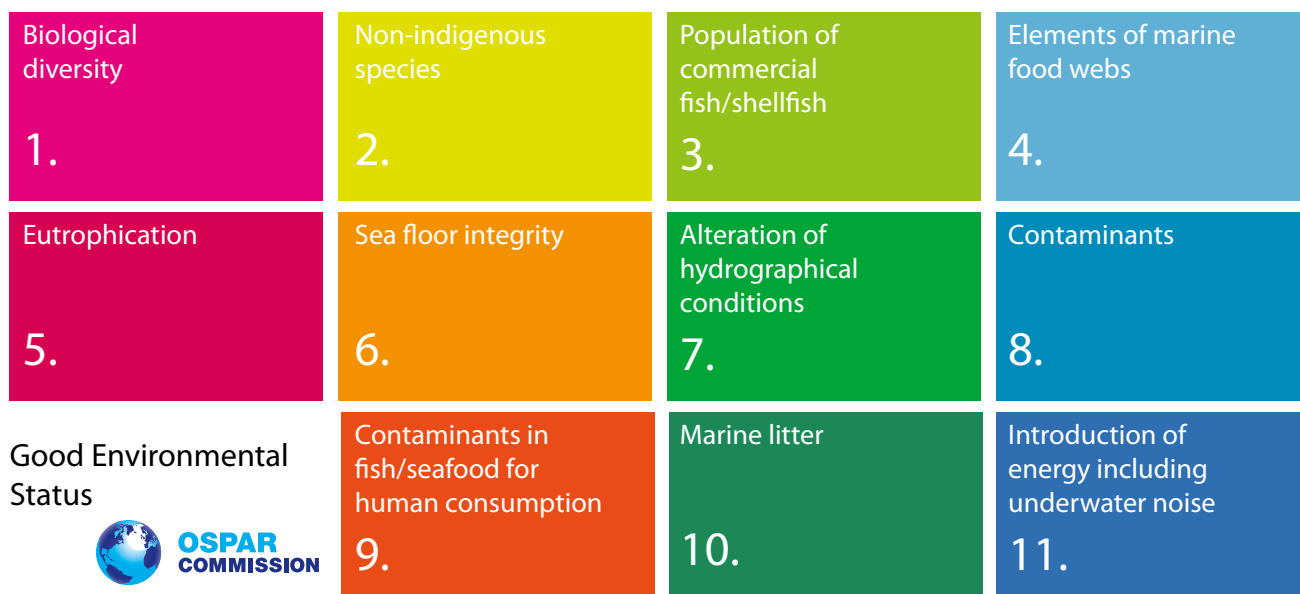 Biological
diversity
1.
Non-indigenous
species
2.
Population of
commercial
fish/shellfish
3.
Elements of marine
food webs
4.
Eutrophication
5.
Sea floor integrity
6.
Alteration of
hydrographical
conditions
7.
Contaminants
8.
Good Environmental
Status
OSPAR
COMMISSION
Contaminants in
fish/seafood for
human consumption
9.
Marine litter
10.
Introduction of
energy including
underwater noise
11.